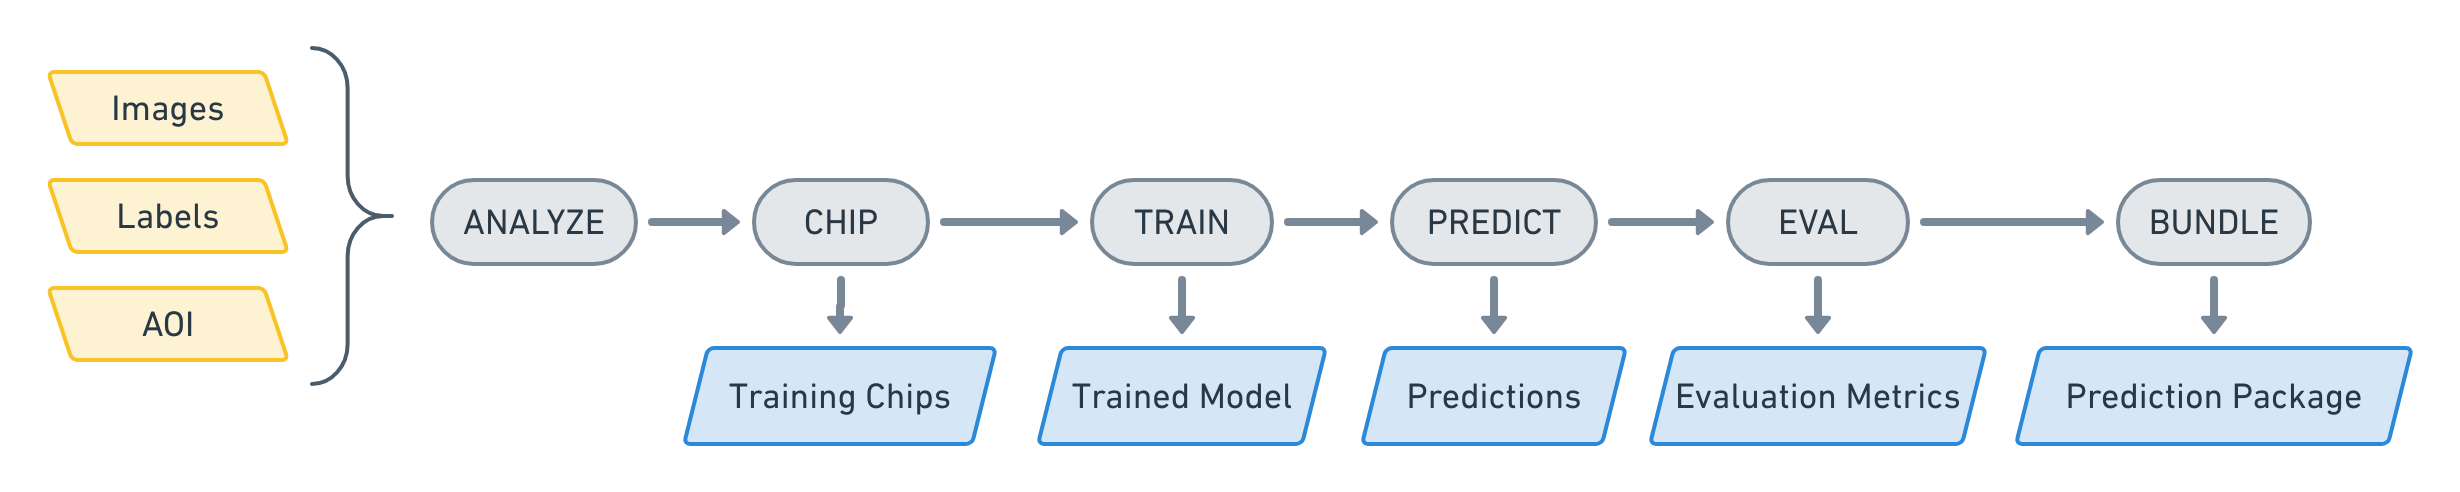 Images
Labels
AOI
ANALYZE
CHIP
TRAIN
PREDICT
EVAL
BUNDLE
Training Chips
Trained Model
Predictions
Evaluation Metrics
Prediction Package